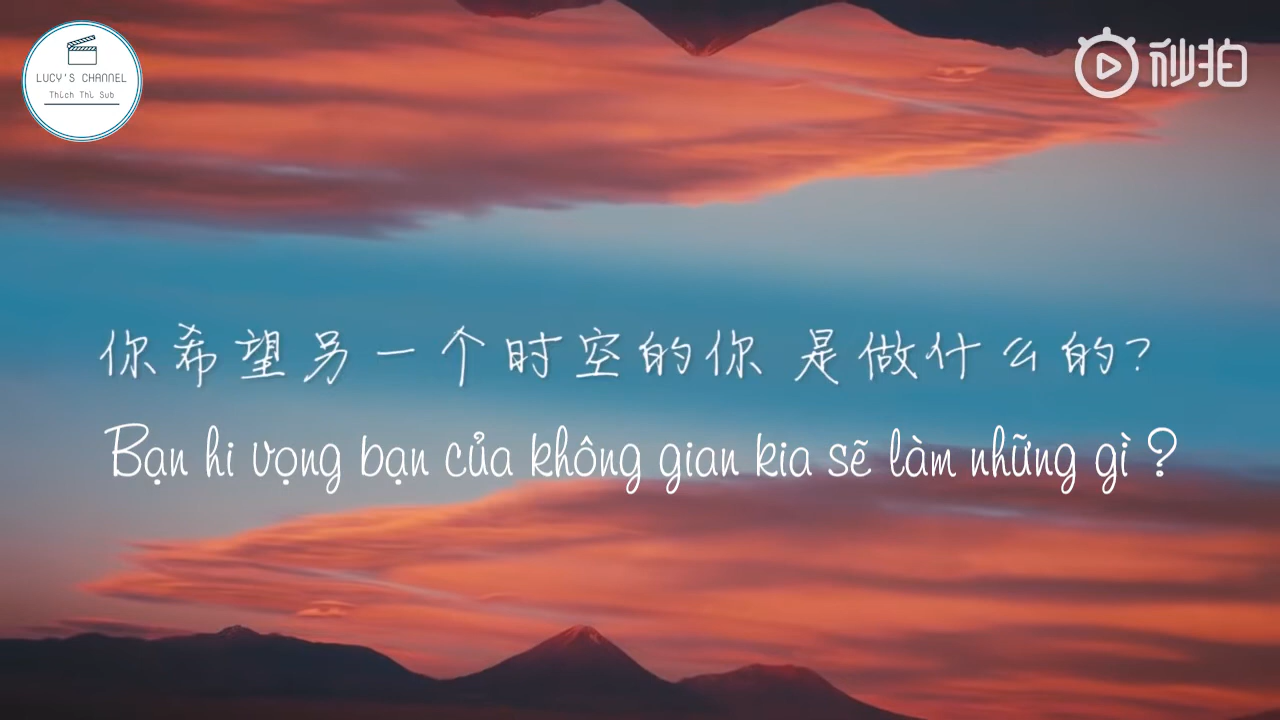 LUCY'S CHANNEL
Thích Thì Sub
秒拍
你希望另一个时空的你 是做什么的?
Bạn hi vọng bạn của không gian kia sẽ làm những gì ?